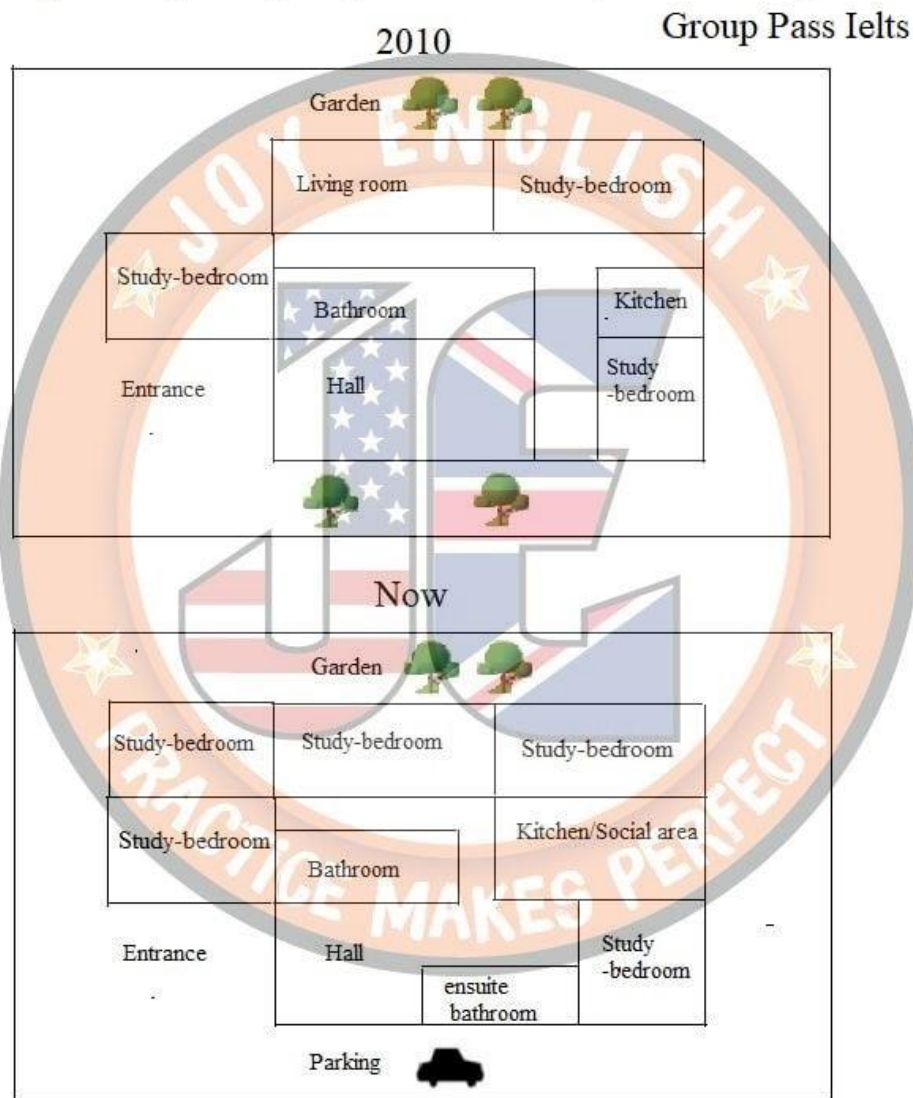 Group Pass Ielts
2010
Garden
Living room
Study-bedroom
Study-bedroom
Bathroom
Kitchen
Entrance
Hall
Study
-bedroom
Now
Garden
Study-bedroom
Study-bedroom
Study-bedroom
Study-bedroom
Bathroom
Kitchen/Social area
Entrance
Hall
Study
-bedroom
ensuite
bathroom
Parking
JOY ENGLISH
JE
PRACTICE MAKES PERFECT